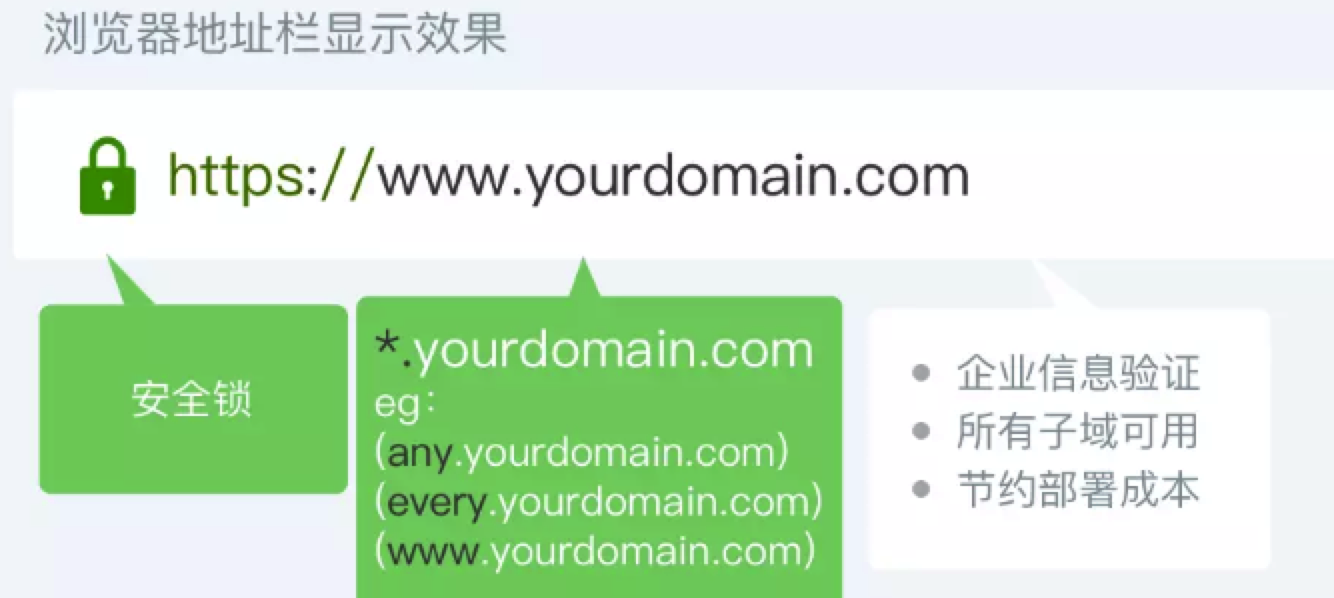 浏览器地址栏显示效果
https://www.yourdomain.com
安全锁
*.yourdomain.com
eg：
(any.yourdomain.com)
(every.yourdomain.com)
(www.yourdomain.com)
企业信息验证
所有子域可用
节约部署成本